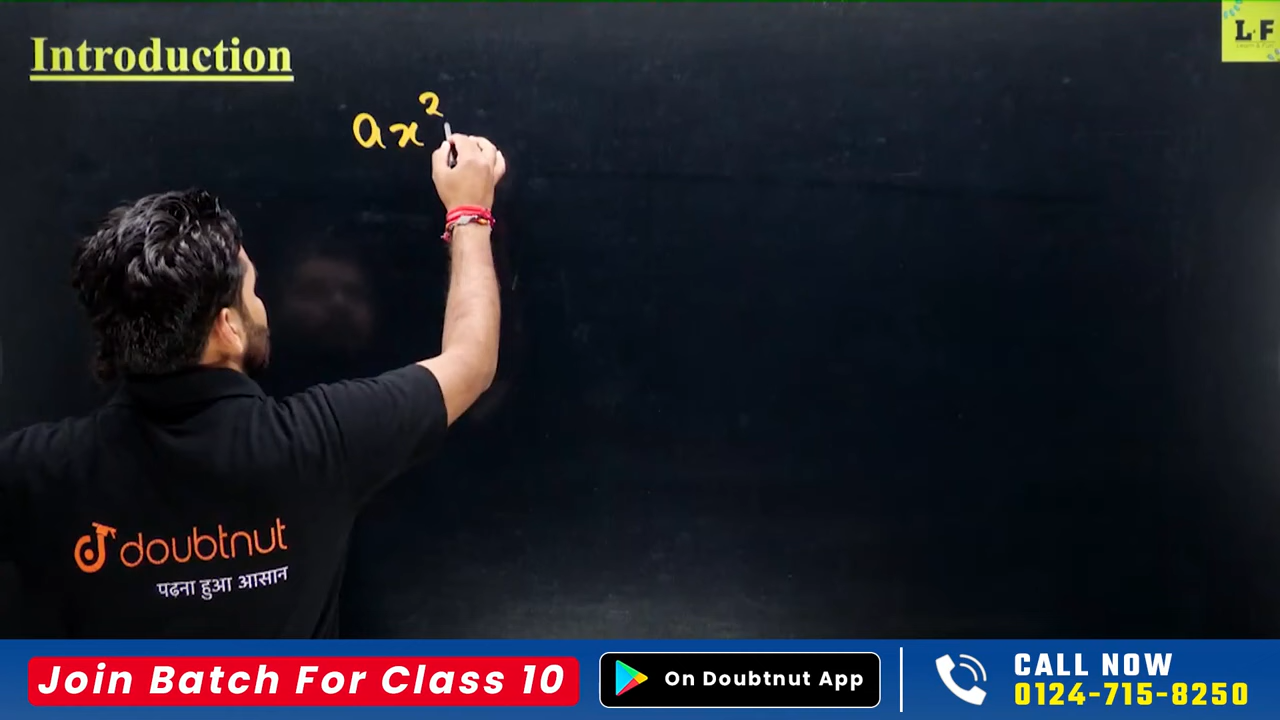 Introduction
L F
ax²
doubtnut
पढ़ना हुआ आसान
Join Batch For Class 10
On Doubtnut App
CALL NOW
0124-715-8250